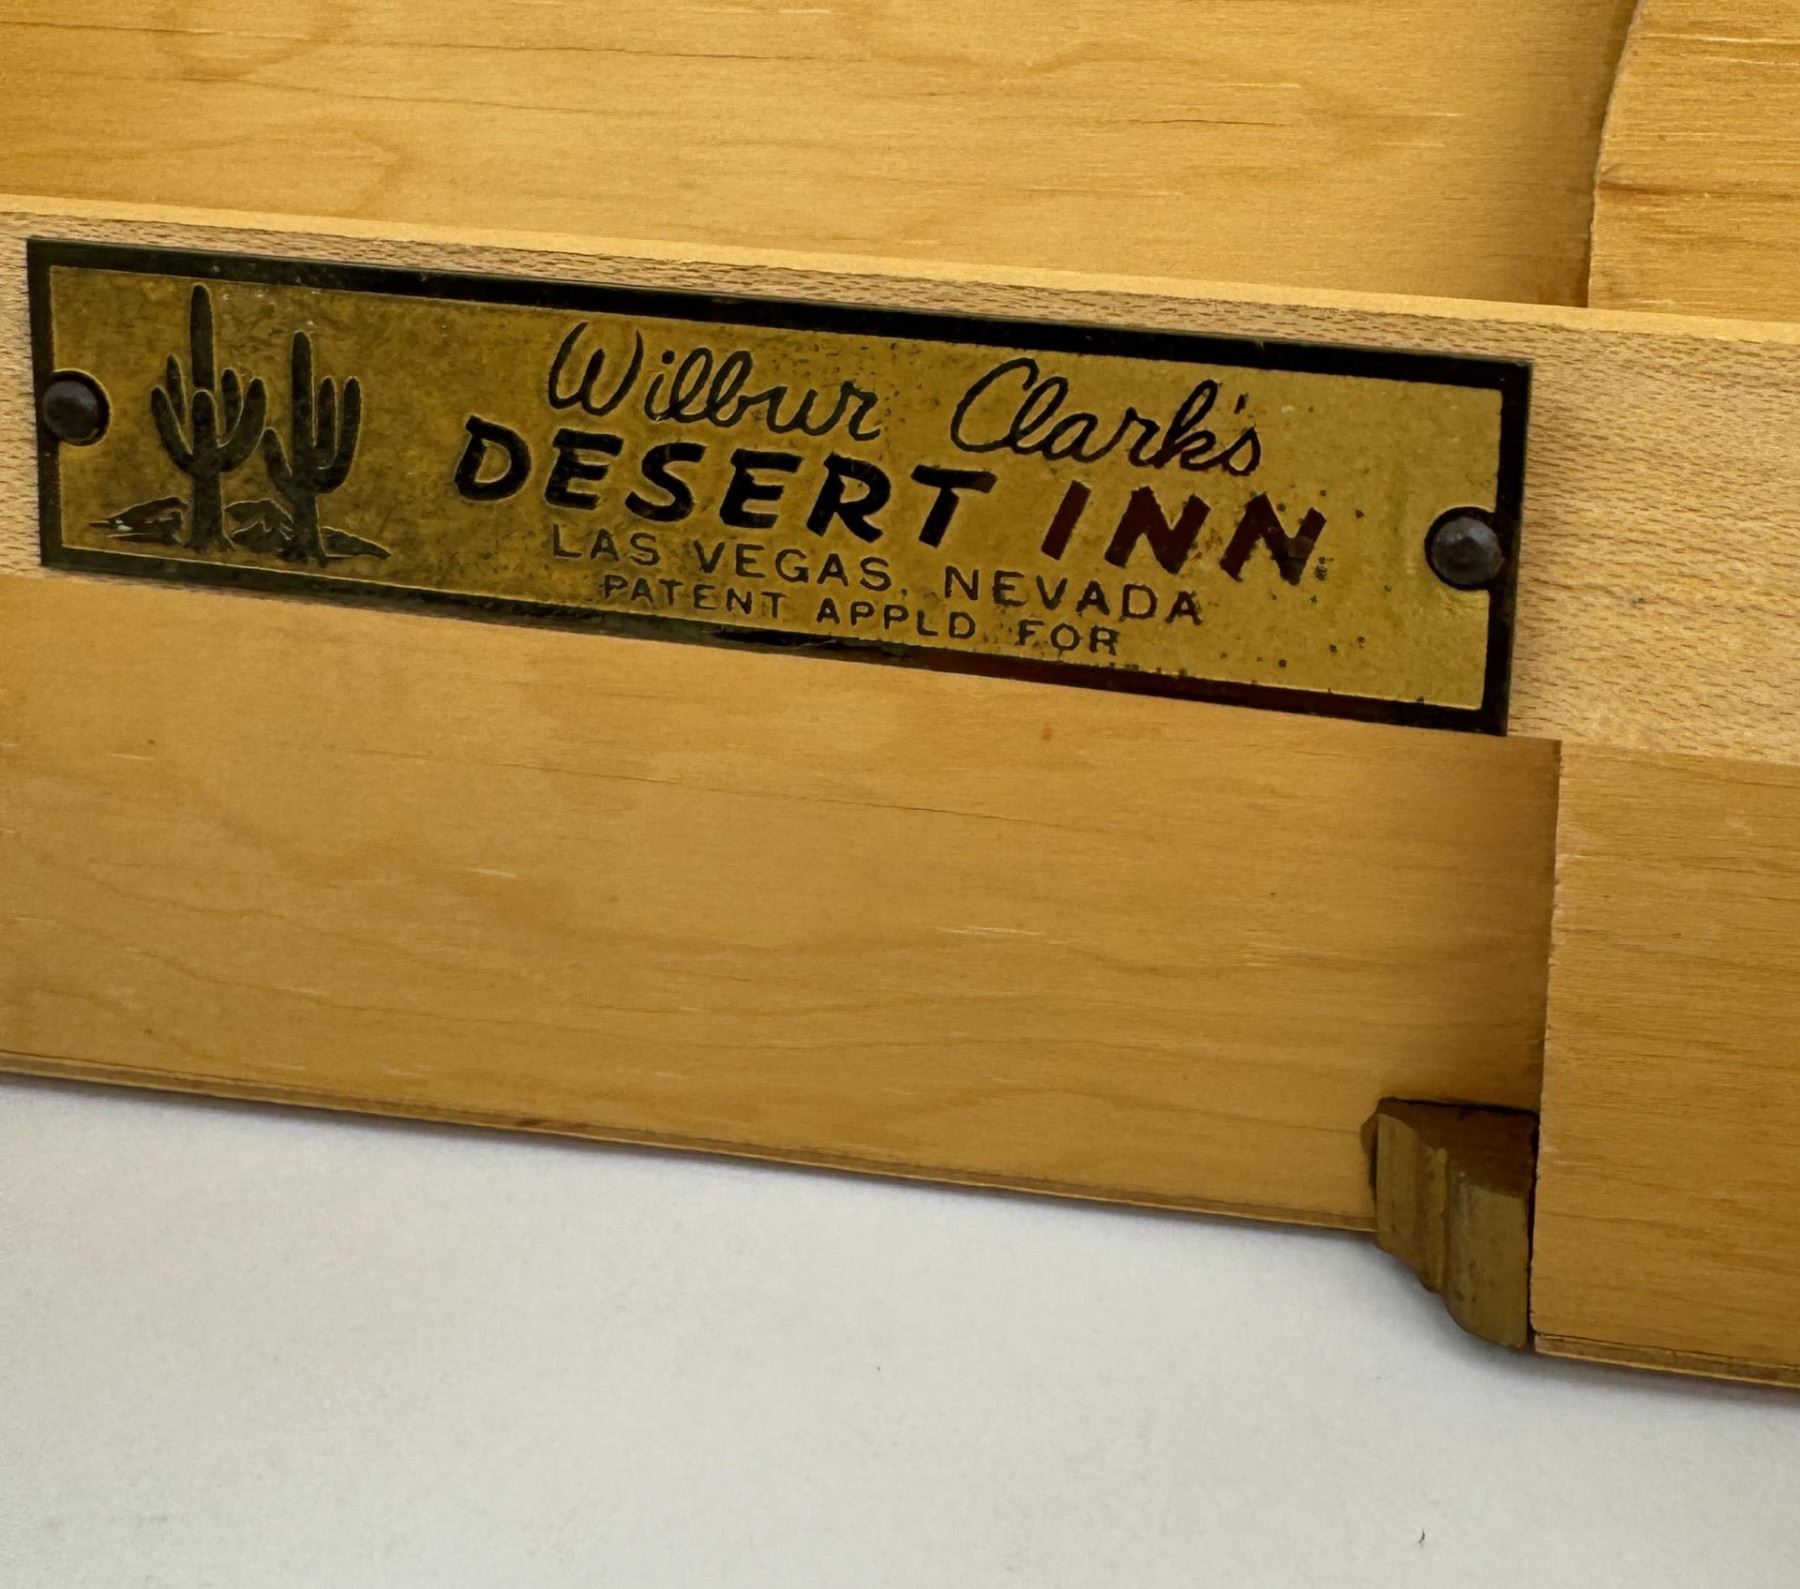 Wilbur Clark's
DESERT INN
LAS VEGAS, NEVADA
PATENT APPLD FOR